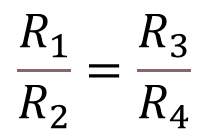 R₁/R₂ = R₃/R₄